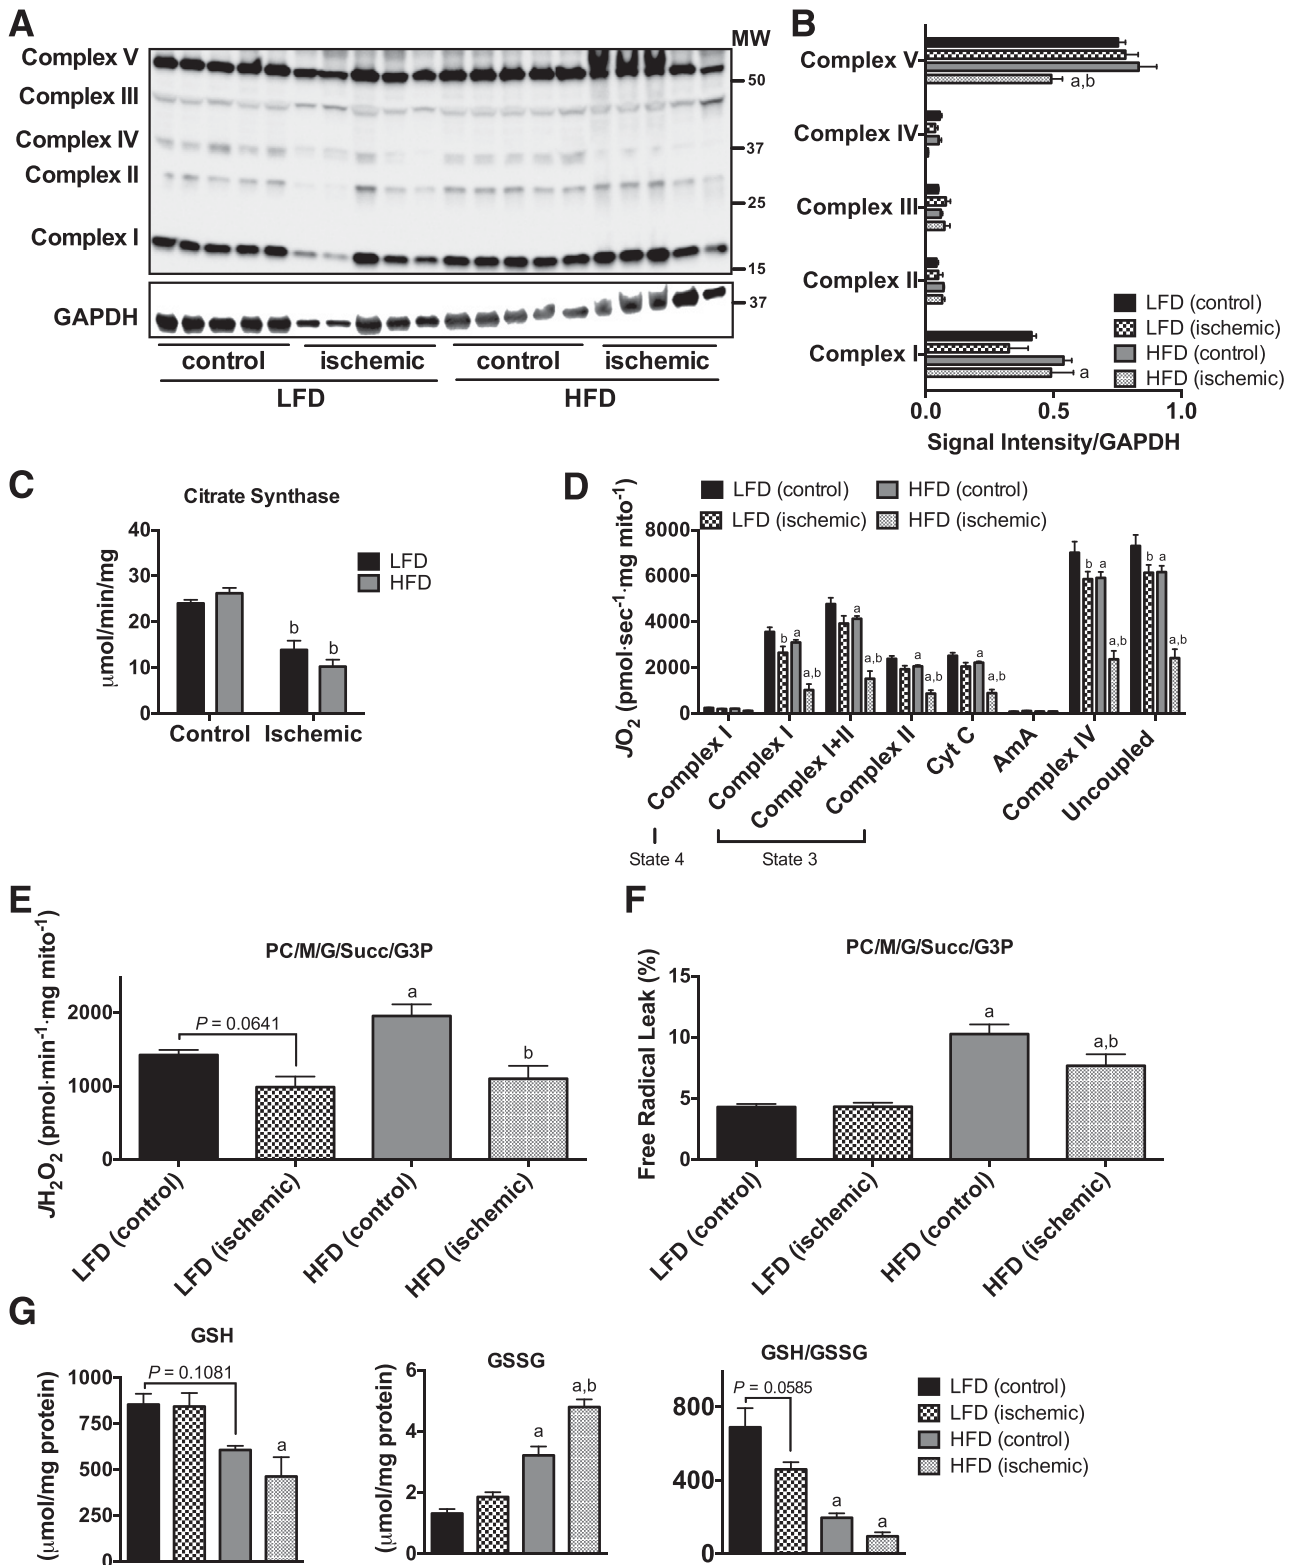 A
MW
Complex V
Complex III
Complex IV
Complex II
Complex I
GAPDH
50
37
25
15
37
control
ischemic
control
ischemic
LFD
HFD
B
Complex V
Complex IV
Complex III
Complex II
Complex I
a,b
a
LFD (control)
LFD (ischemic)
HFD (control)
HFD (ischemic)
0.0
0.5
1.0
Signal Intensity/GAPDH
C
Citrate Synthase
μmol/min/mg
40
30
20
10
0
b
b
LFD
HFD
Control
Ischemic
D
LFD (control)
HFD (control)
LFD (ischemic)
HFD (ischemic)
JO2 (pmol·sec-1·mg mito-1)
8000
6000
4000
2000
0
b
a
a,b
a
a,b
a
a,b
a
a,b
b
a
a,b
b
a
a,b
Complex I
Complex I
Complex I+II
Complex II
Cyt C
AmA
Complex IV
Uncoupled
State 4
State 3
E
PC/M/G/Succ/G3P
JH2O2 (pmol·min-1·mg mito-1)
2000
1000
0
P = 0.0641
a
b
LFD (control)
LFD (ischemic)
HFD (control)
HFD (ischemic)
F
PC/M/G/Succ/G3P
Free Radical Leak (%)
15
10
5
0
a
a,b
LFD (control)
LFD (ischemic)
HFD (control)
HFD (ischemic)
G
GSH
(μmol/mg protein)
1000
750
500
250
0
P = 0.1081
a
GSSG
(μmol/mg protein)
6
4
2
0
a
a,b
GSH/GSSG
800
400
0
P = 0.0585
a
a
LFD (control)
LFD (ischemic)
HFD (control)
HFD (ischemic)